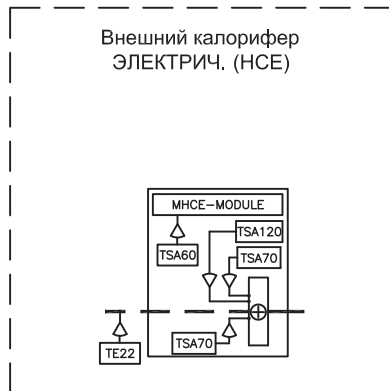 Внешний калорифер
ЭЛЕКТРИЧ. (HCE)
MHCE-MODULE
TSA120
TSA60
TSA70
TSA70
TE22